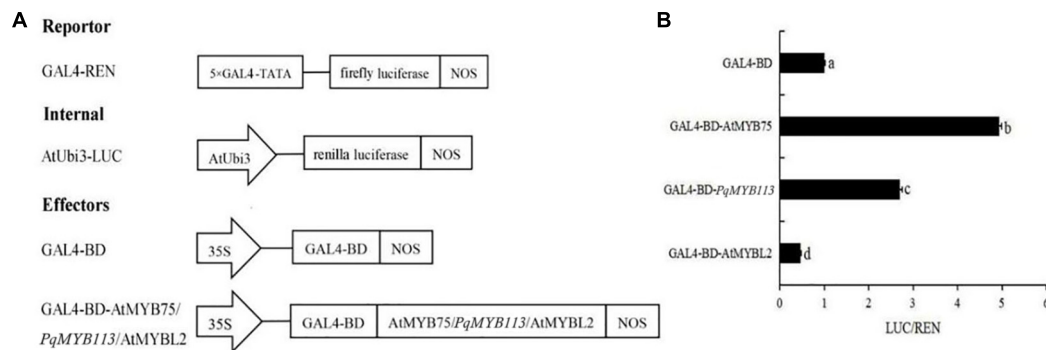 A
Reportor
GAL4-REN
5×GAL4-TATA
firefly luciferase
NOS
Internal
AtUbi3-LUC
AtUbi3
renilla luciferase
NOS
Effectors
GAL4-BD
35S
GAL4-BD
NOS
GAL4-BD-AtMYB75/
PqMYB113/AtMYBL2
35S
GAL4-BD
AtMYB75/PqMYB113/AtMYBL2
NOS
B
GAL4-BD
a
GAL4-BD-AtMYB75
b
GAL4-BD-PqMYB113
c
GAL4-BD-AtMYBL2
d
0 1 2 3 4 5 6
LUC/REN